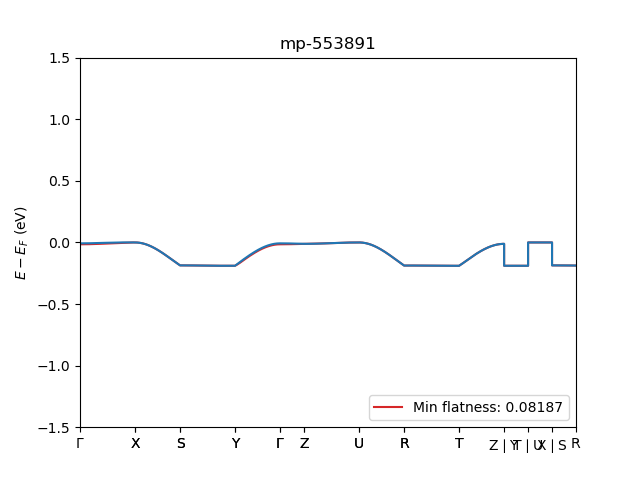 mp-553891
E − E_F (eV)
1.5
1.0
0.5
0.0
−0.5
−1.0
−1.5
Min flatness: 0.08187
Γ X S Y Γ Z U R T Z | Y T | U X | S R